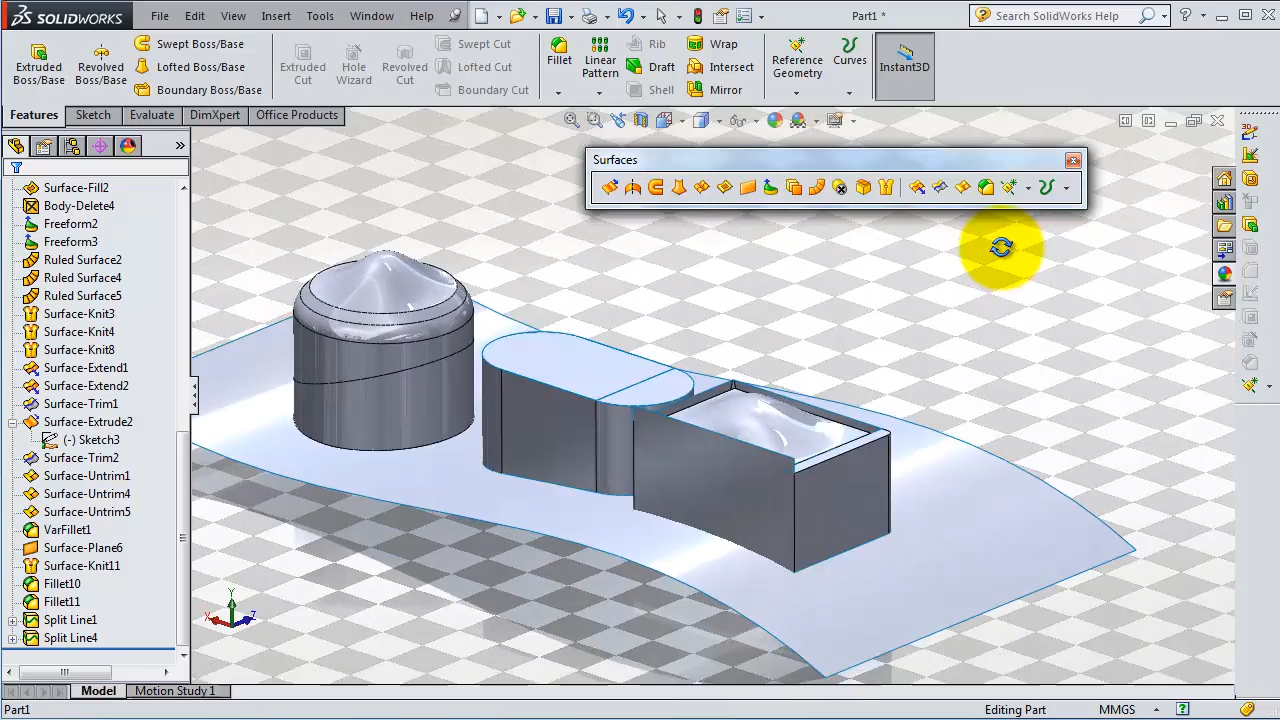 SOLIDWORKS File Edit View Insert Tools Window Help Part1 * Search SolidWorks Help
Extruded Boss/Base
Revolved Boss/Base
Swept Boss/Base
Lofted Boss/Base
Boundary Boss/Base
Extruded Cut
Hole Wizard
Revolved Cut
Swept Cut
Lofted Cut
Boundary Cut
Fillet
Linear Pattern
Rib
Draft
Shell
Wrap
Intersect
Mirror
Reference Geometry
Curves
Instant3D
Features Sketch Evaluate DimXpert Office Products
Surfaces
Surface-Fill2
Body-Delete4
Freeform2
Freeform3
Ruled Surface2
Ruled Surface4
Ruled Surface5
Surface-Knit3
Surface-Knit4
Surface-Knit8
Surface-Extend1
Surface-Extend2
Surface-Trim1
Surface-Extrude2
(-) Sketch3
Surface-Trim2
Surface-Untrim1
Surface-Untrim4
Surface-Untrim5
VarFillet1
Surface-Plane6
Surface-Knit11
Fillet10
Fillet11
Split Line1
Split Line4
Y
X
Z
Model Motion Study 1
Part1 Editing Part MMGS